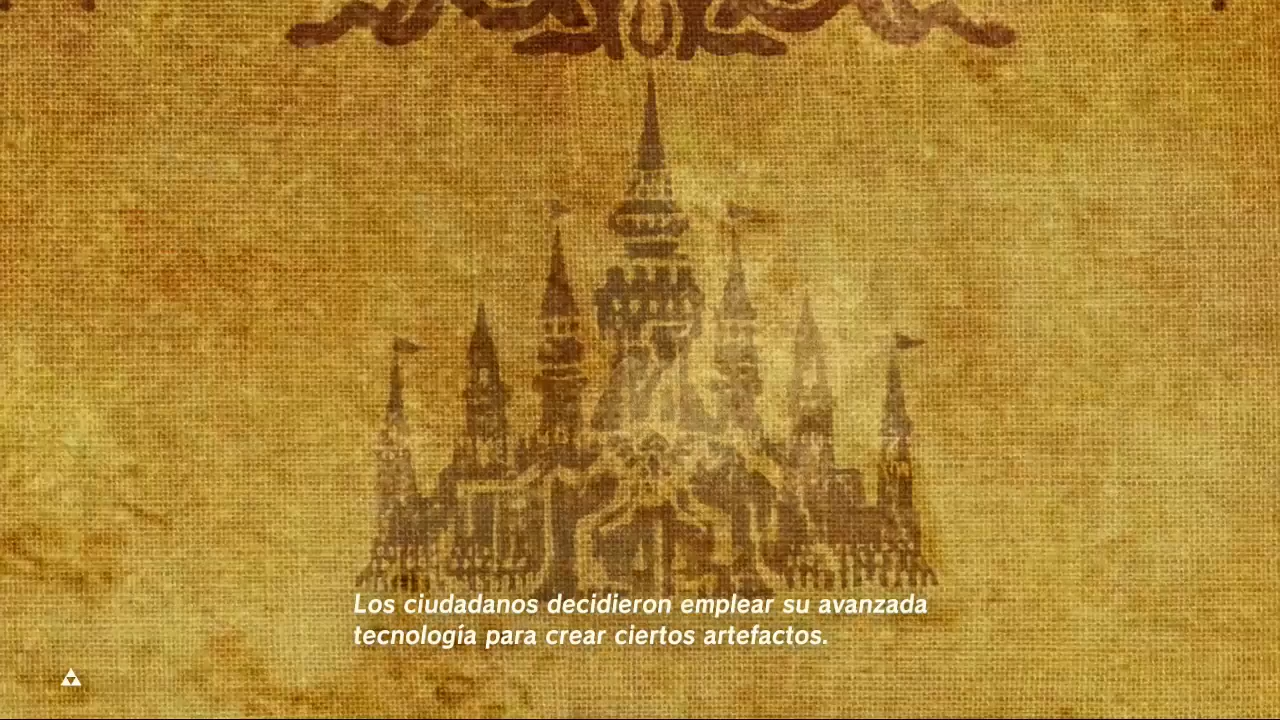 Los ciudadanos decidieron emplear su avanzada
tecnología para crear ciertos artefactos.